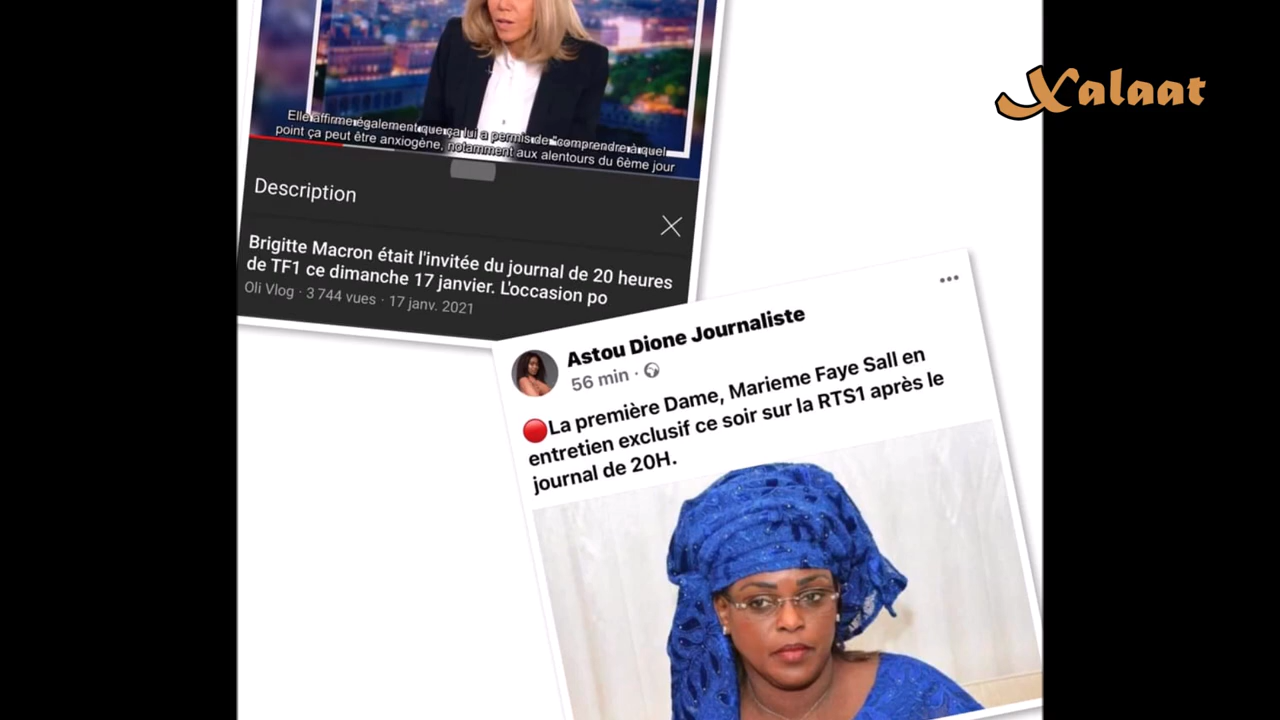 Xalaat
Elle affirme également que ça lui a permis de "comprendre à quel
point ça peut être anxiogène, notamment aux alentours du 6ème jour
Description
Brigitte Macron était l'invitée du journal de 20 heures
de TF1 ce dimanche 17 janvier. L'occasion po
Oli Vlog · 3 744 vues · 17 janv. 2021
Astou Dione Journaliste
56 min ·
La première Dame, Marieme Faye Sall en
entretien exclusif ce soir sur la RTS1 après le
journal de 20H.